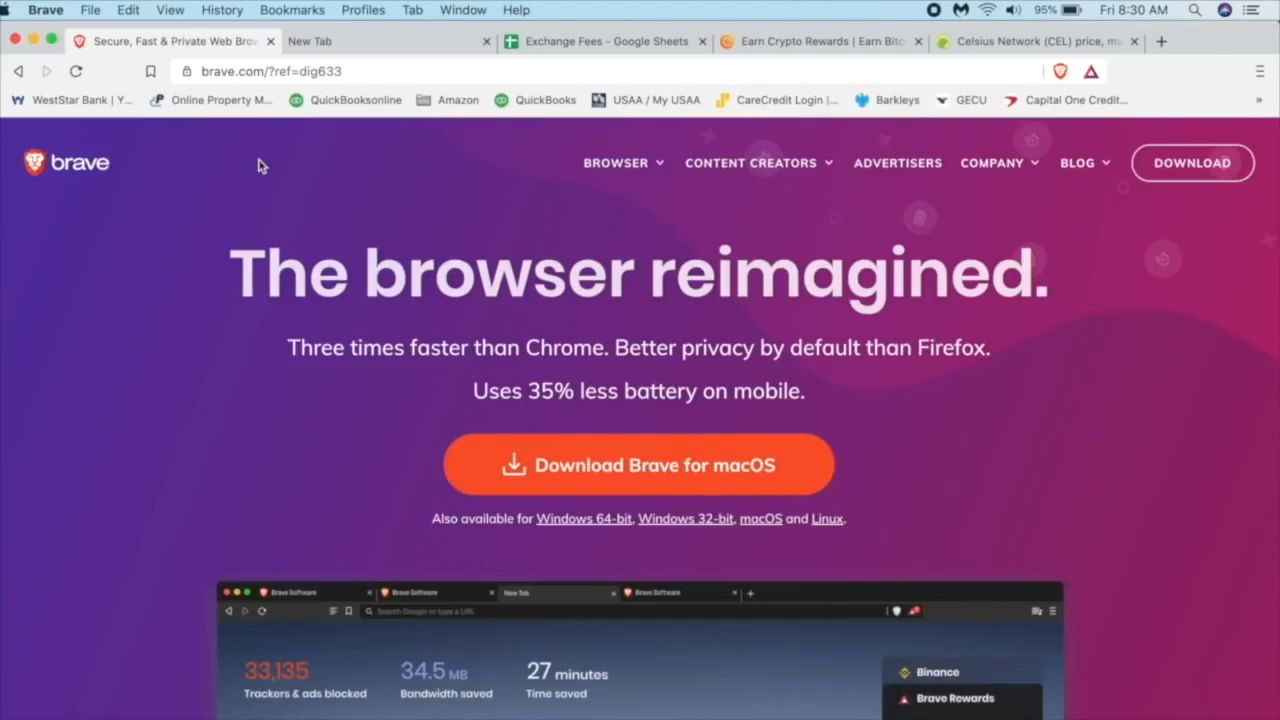 Brave File Edit View History Bookmarks Profiles Tab Window Help 95% Fri 8:30 AM
Secure, Fast & Private Web Bro New Tab Exchange Fees - Google Sheets Earn Crypto Rewards | Earn Bitc Celsius Network (CEL) price, m
brave.com/?ref=dig633
WestStar Bank | Y... Online Property M... QuickBooksonline Amazon QuickBooks USAA / My USAA CareCredit Login |... Barkleys GECU Capital One Credit... »
brave BROWSER CONTENT CREATORS ADVERTISERS COMPANY BLOG DOWNLOAD
The browser reimagined.
Three times faster than Chrome. Better privacy by default than Firefox.
Uses 35% less battery on mobile.
Download Brave for macOS
Also available for Windows 64-bit, Windows 32-bit, macOS and Linux.
Brave Software Brave Software New Tab Brave Software
Search Google or type a URL
33,135 34.5 MB 27 minutes Binance
Trackers & ads blocked Bandwidth saved Time saved Brave Rewards